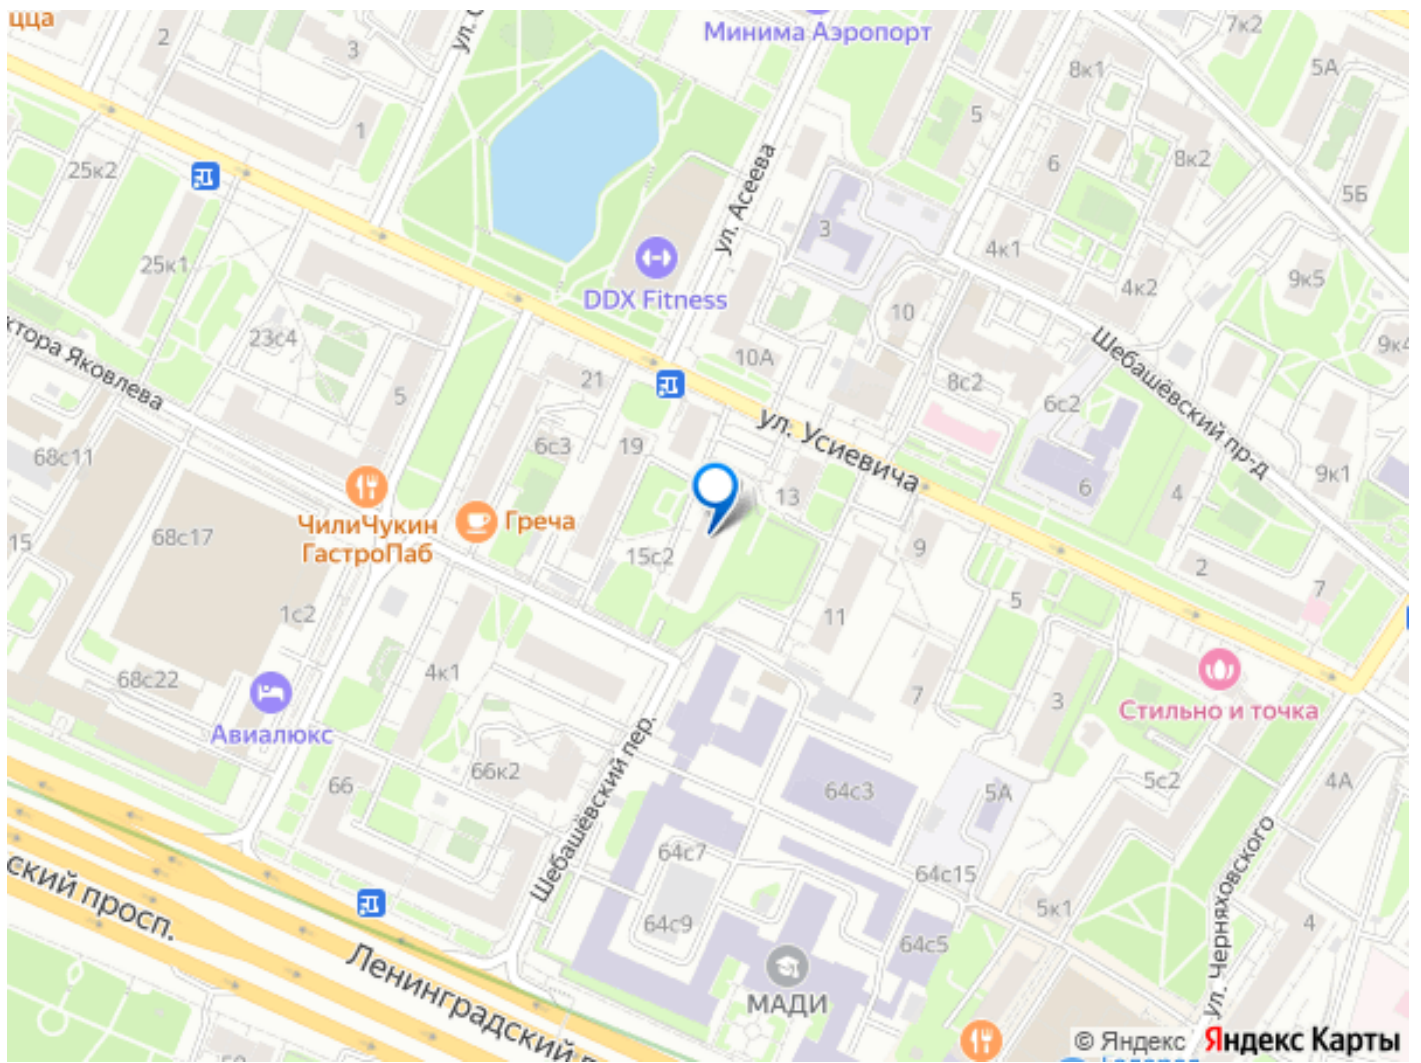 цца
2
3
ул. С
Минима Аэропорт
7к2
5А
8к1
5
1
25к2
6
8к2
5Б
ул. Асеева
3
4к1
25к1
4к2
9к5
DDX Fitness
10
23с4
ктора Яковлева
Шебашёвский пр-д
9к4
10А
21
8с2
5
6с2
ул. Усиевича
6с3
19
68с11
9к1
13
6
4
ЧилиЧукин
ГастроПаб
Греча
15
68с17
15с2
9
2
7
1с2
5
11
68с22
4к1
7
3
Стильно и точка
Авиалюкс
Шебашёвский пер.
66
66к2
64с3
5А
5с2
4А
64с7
64с15
ул. Черняховского
ский просп.
64с9
5к1
4
64с5
Ленинградский п
МАДИ
© Яндекс
Яндекс Карты